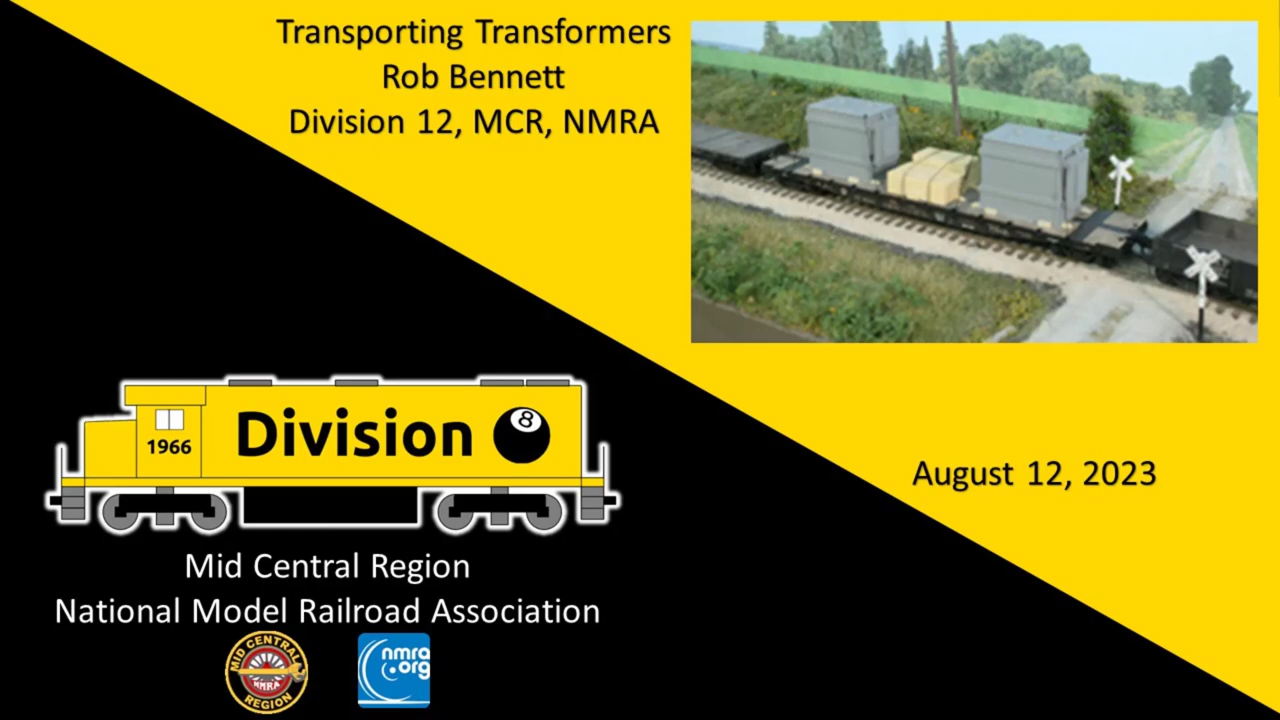 Transporting Transformers
Rob Bennett
Division 12, MCR, NMRA
1966
Division 8
August 12, 2023
Mid Central Region
National Model Railroad Association
MID CENTRAL
NMRA
REGION
nmra
.org